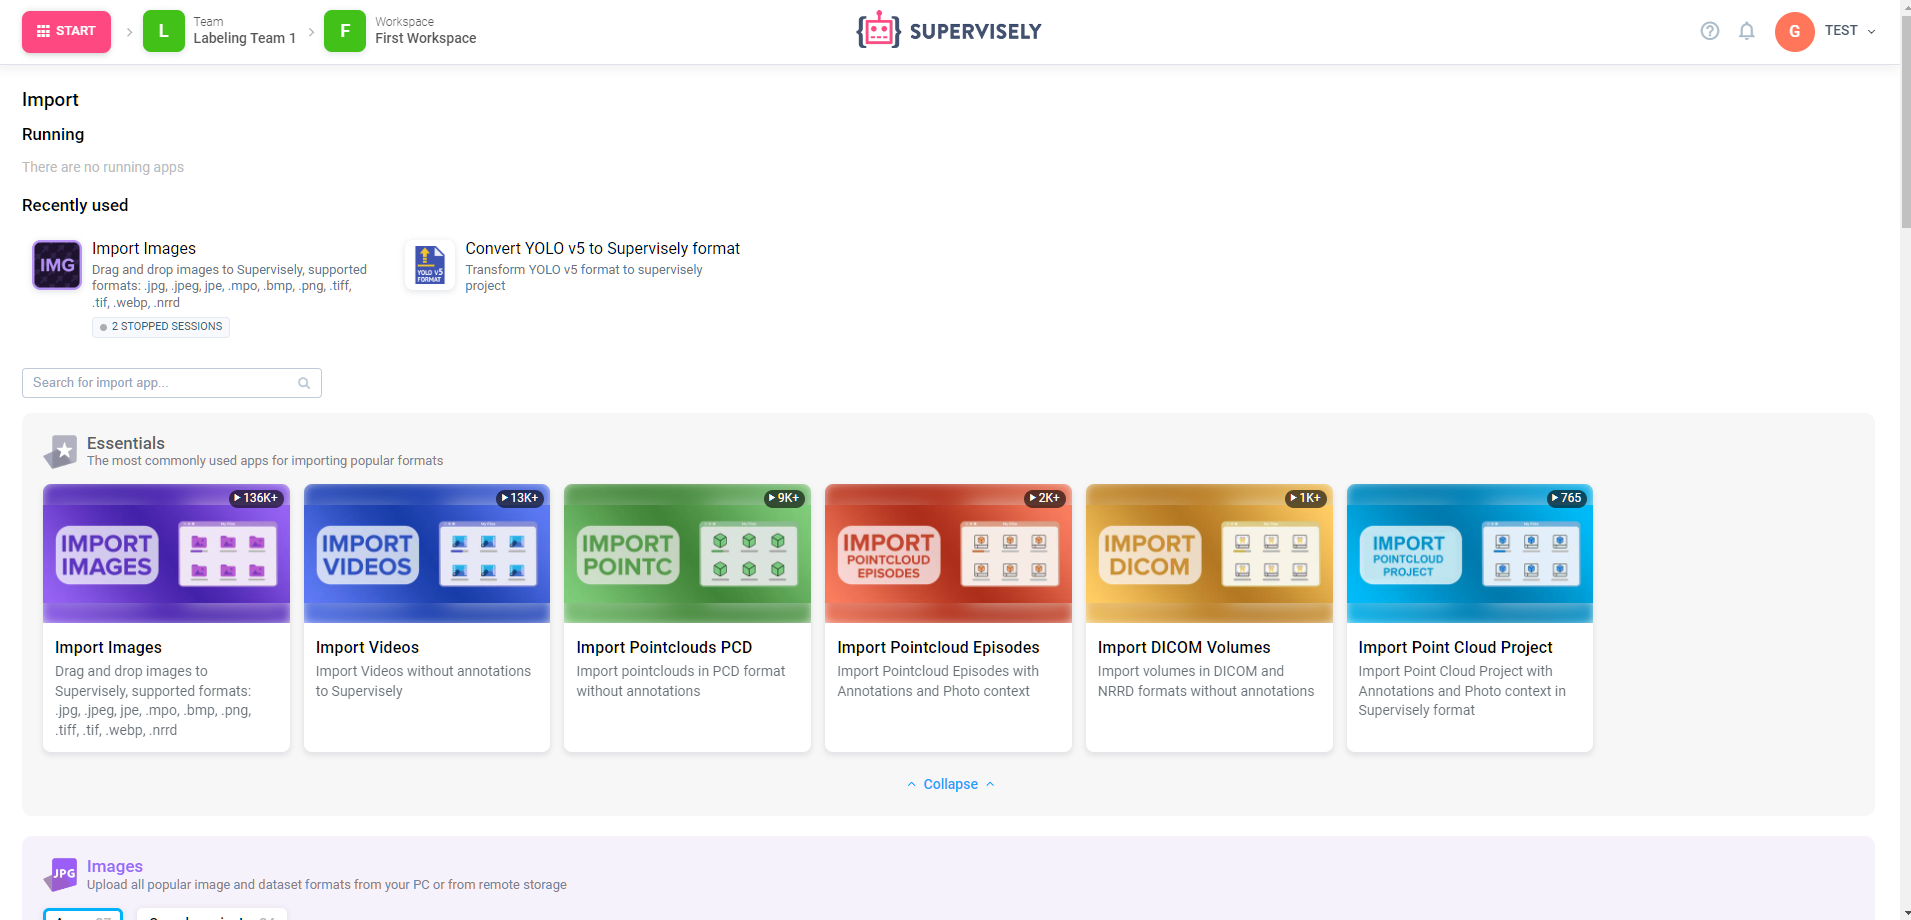 START
L
Team
Labeling Team 1
F
Workspace
First Workspace
SUPERVISELY
G
TEST
Import
Running
There are no running apps
Recently used
IMG
Import Images
Drag and drop images to Supervisely, supported
formats: .jpg, .jpeg, jpe, .mpo, .bmp, .png, .tiff,
.tif, .webp, .nrrd
2 STOPPED SESSIONS
YOLO v5
FORMAT
Convert YOLO v5 to Supervisely format
Transform YOLO v5 format to supervisely
project
Search for import app...
Essentials
The most commonly used apps for importing popular formats
136K+
IMPORT
IMAGES
Import Images
Drag and drop images to
Supervisely, supported formats:
.jpg, .jpeg, jpe, .mpo, .bmp, .png,
.tiff, .tif, .webp, .nrrd
13K+
IMPORT
VIDEOS
Import Videos
Import Videos without annotations
to Supervisely
9K+
IMPORT
POINTC
Import Pointclouds PCD
Import pointclouds in PCD format
without annotations
2K+
IMPORT
POINTCLOUD
EPISODES
Import Pointcloud Episodes
Import Pointcloud Episodes with
Annotations and Photo context
1K+
IMPORT
DICOM
Import DICOM Volumes
Import volumes in DICOM and
NRRD formats without annotations
765
IMPORT
POINTCLOUD
PROJECT
Import Point Cloud Project
Import Point Cloud Project with
Annotations and Photo context in
Supervisely format
Collapse
JPG
Images
Upload all popular image and dataset formats from your PC or from remote storage